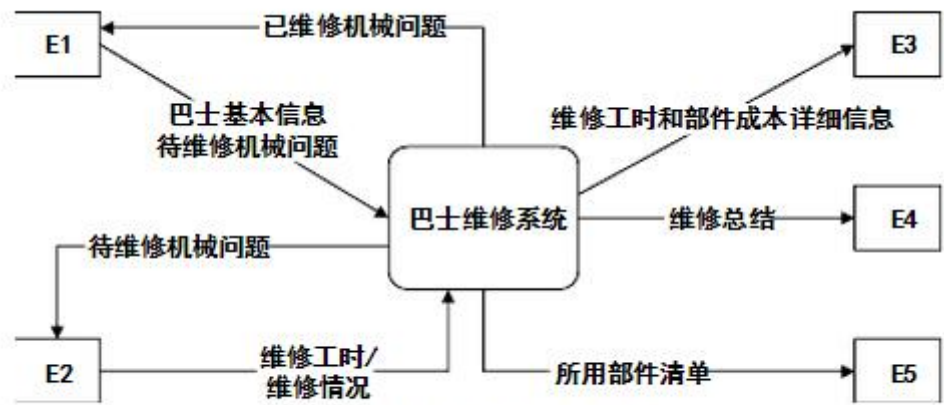 已维修机械问题
E1
E3
巴士基本信息
待维修机械问题
维修工时和部件成本详细信息
巴士维修系统
维修总结
E4
待维修机械问题
E2
维修工时/
维修情况
所用部件清单
E5